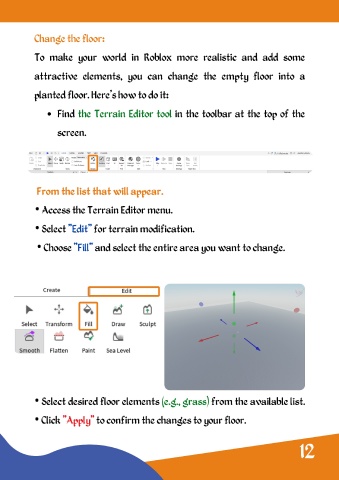 Change the floor:
To make your world in Roblox more realistic and add some
attractive elements, you can change the empty floor into a
planted floor. Here's how to do it:
• Find the Terrain Editor tool in the toolbar at the top of the
screen.
From the list that will appear.
• Access the Terrain Editor menu.
• Select "Edit" for terrain modification.
• Choose "Fill" and select the entire area you want to change.
Create Edit
Select Transform Fill Draw Sculpt
Smooth Flatten Paint Sea Level
• Select desired floor elements (e.g., grass) from the available list.
• Click "Apply" to confirm the changes to your floor.
12